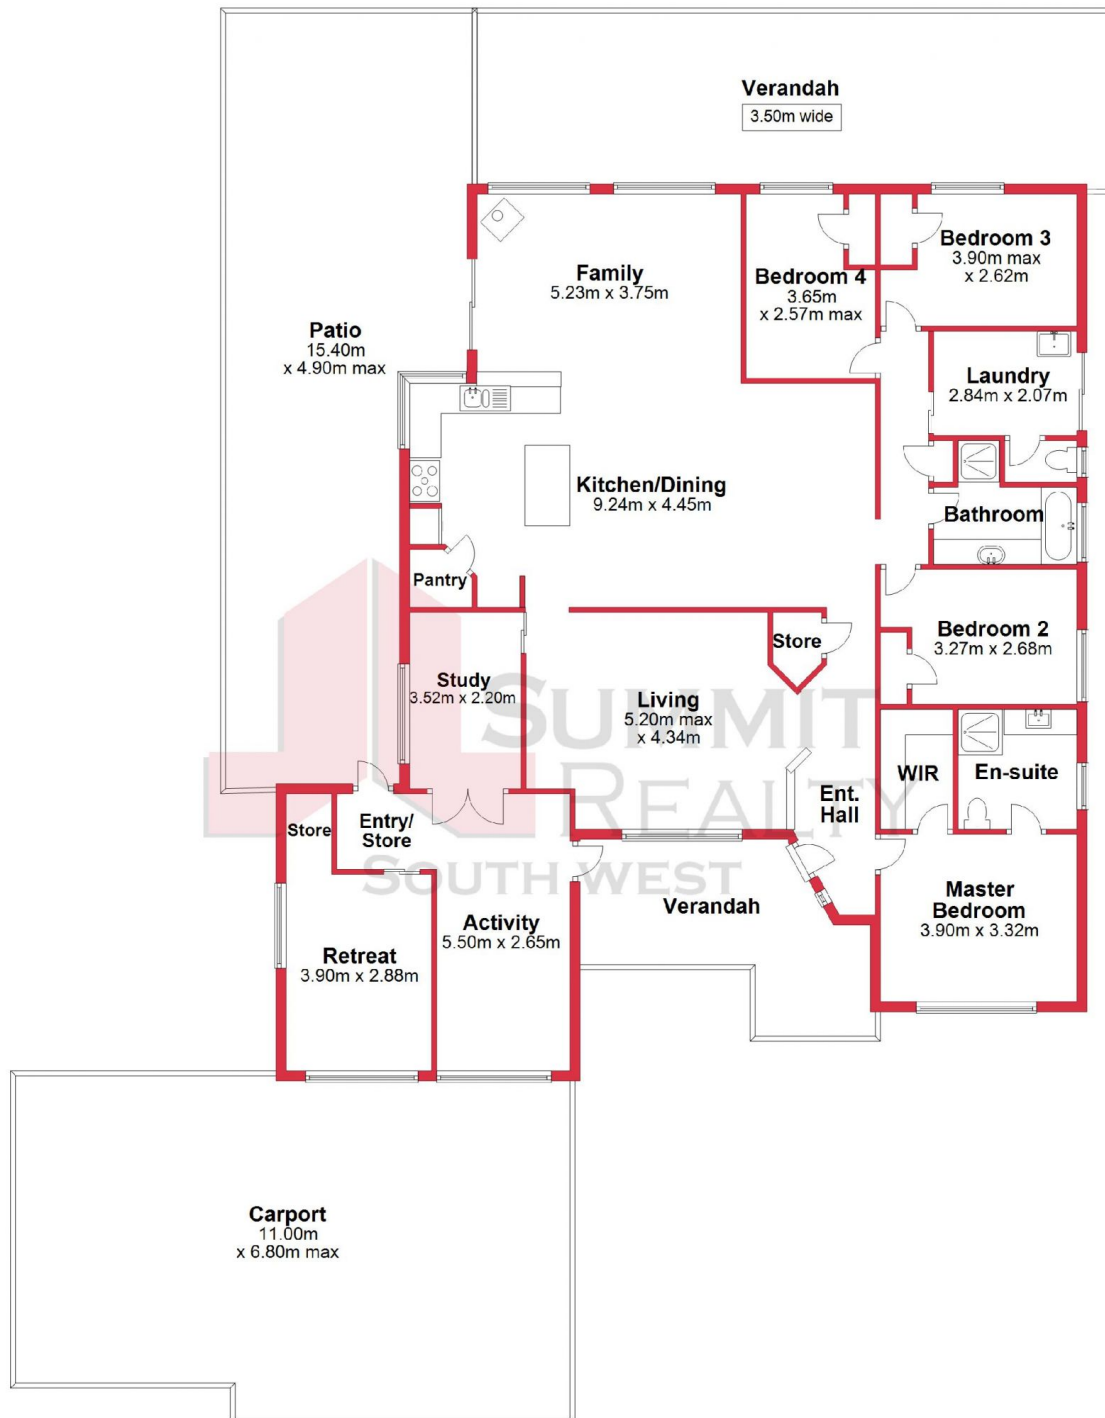 Verandah
3.50m wide
Family
5.23m x 3.75m
Bedroom 4
3.65m
x 2.57m max
Bedroom 3
3.90m max
x 2.62m
Patio
15.40m
x 4.90m max
Laundry
2.84m x 2.07m
Kitchen/Dining
9.24m x 4.45m
Bathroom
Pantry
Bedroom 2
3.27m x 2.68m
Store
Study
3.52m x 2.20m
Living
5.20m max
x 4.34m
SUMMIT
REALTY
SOUTH WEST
WIR
En-suite
Ent.
Hall
Store
Entry/
Store
Verandah
Master
Bedroom
3.90m x 3.32m
Activity
5.50m x 2.65m
Retreat
3.90m x 2.88m
Carport
11.00m
x 6.80m max